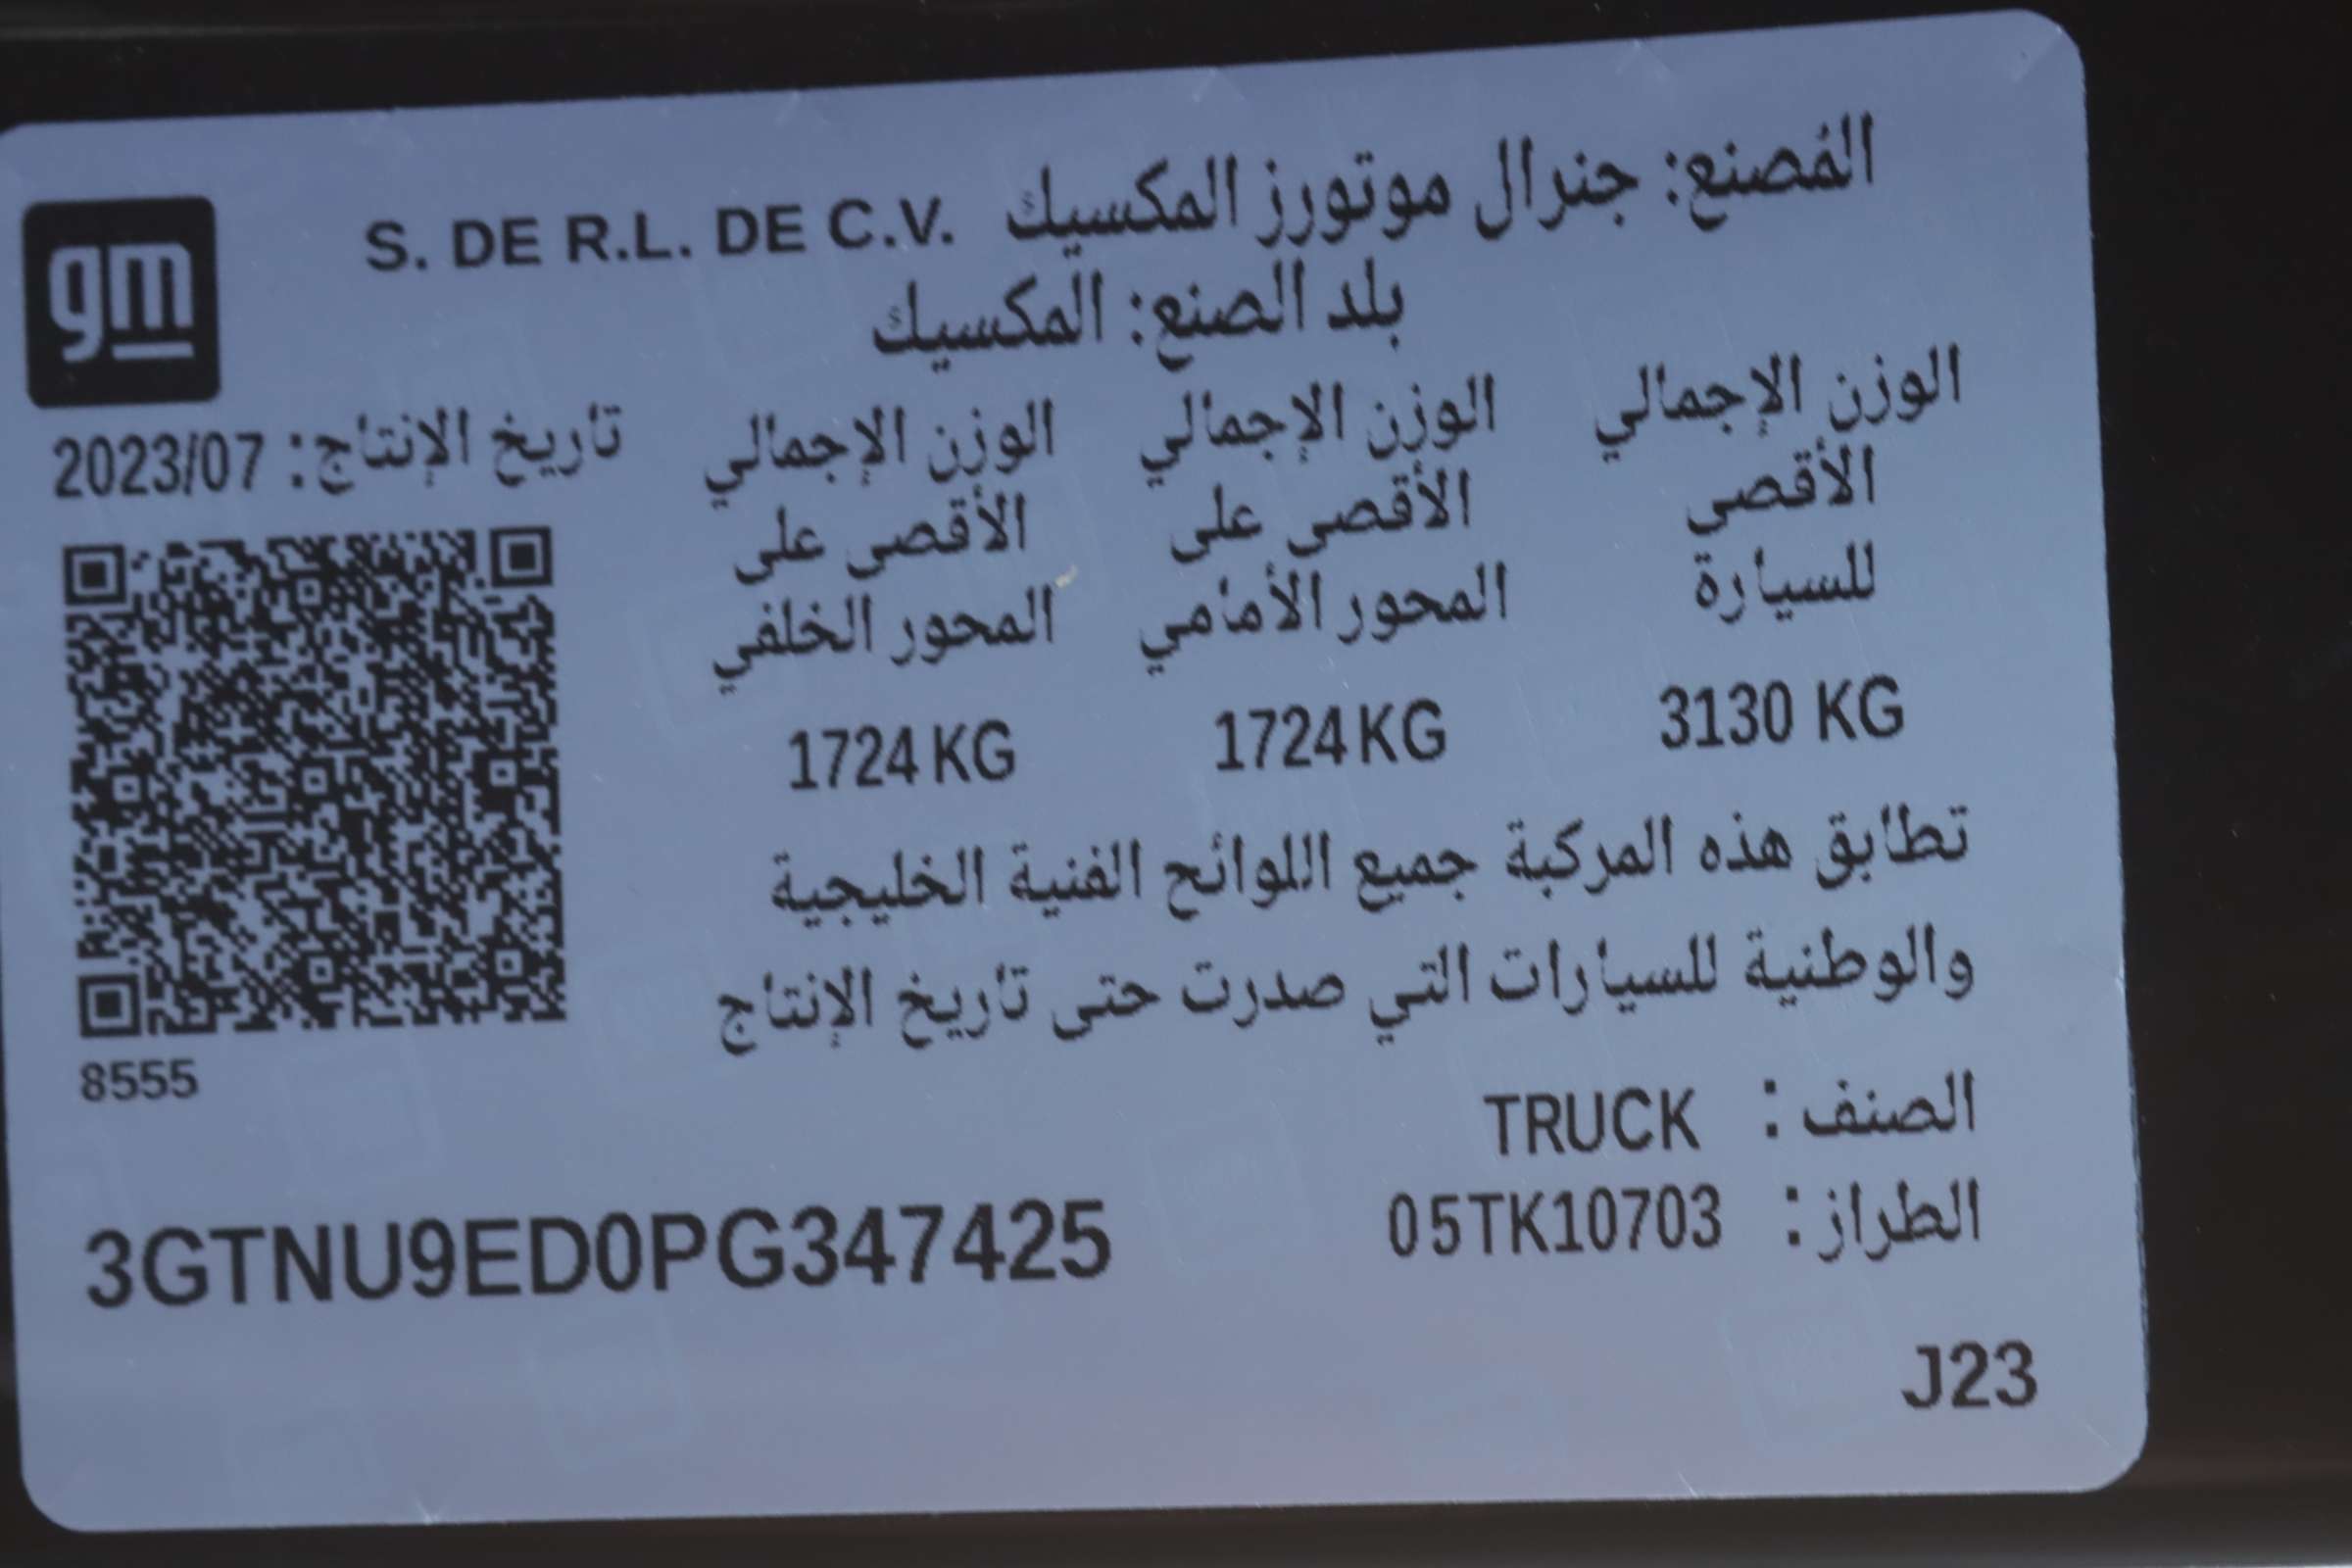 المُصنع: جنرال موتورز المكسيك S. DE R.L. DE C.V.
gm
بلد الصنع: المكسيك
الوزن الإجمالي الأقصى للسيارة
3130 KG
الوزن الإجمالي الأقصى على المحور الأمامي
1724 KG
الوزن الإجمالي الأقصى على المحور الخلفي
1724 KG
تاريخ الإنتاج: 2023/07
8555
تطابق هذه المركبة جميع اللوائح الفنية الخليجية
والوطنية للسيارات التي صدرت حتى تاريخ الإنتاج
الصنف : TRUCK
الطراز: 05TK10703
3GTNU9ED0PG347425
J23